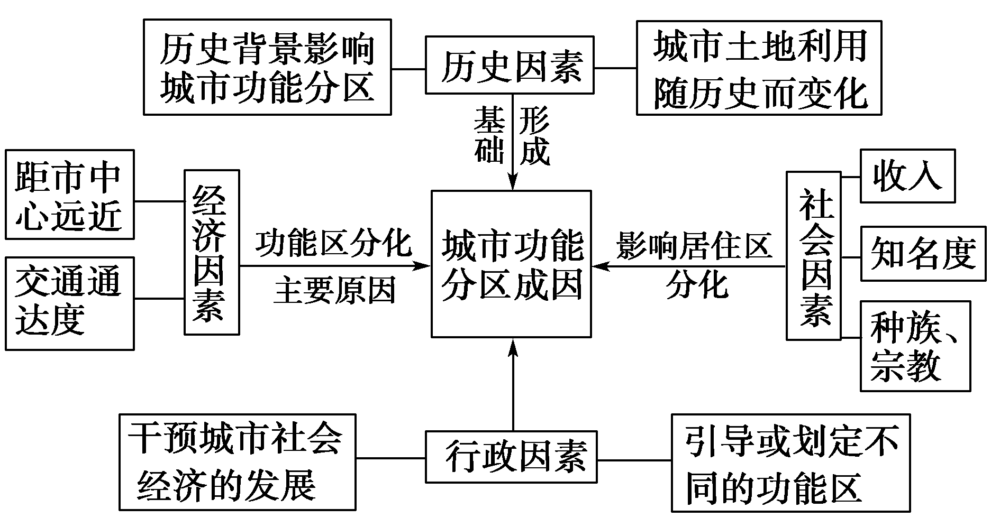 历史背景影响
城市功能分区
历史因素
城市土地利用
随历史而变化
基础
形成
距市中
心远近
交通通
达度
经济因素
功能区分化
主要原因
城市功能
分区成因
影响居住区
分化
社会因素
收入
知名度
种族、
宗教
干预城市社会
经济的发展
行政因素
引导或划定不
同的功能区